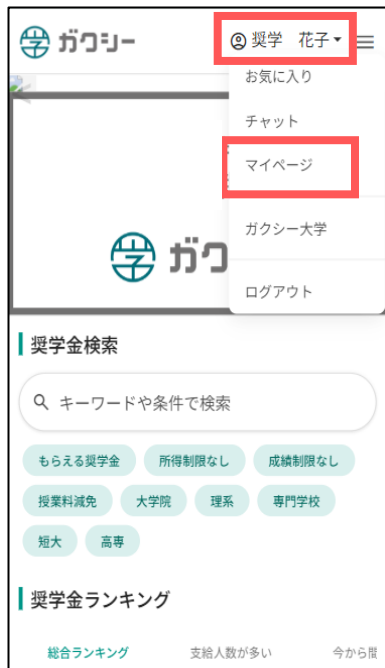 ガクシー
奨学 花子
お気に入り
チャット
マイページ
ガクシー大学
ログアウト
ガク
奨学金検索
キーワードや条件で検索
もらえる奨学金 所得制限なし 成績制限なし
授業料減免 大学院 理系 専門学校
短大 高専
奨学金ランキング
総合ランキング 支給人数が多い 今から